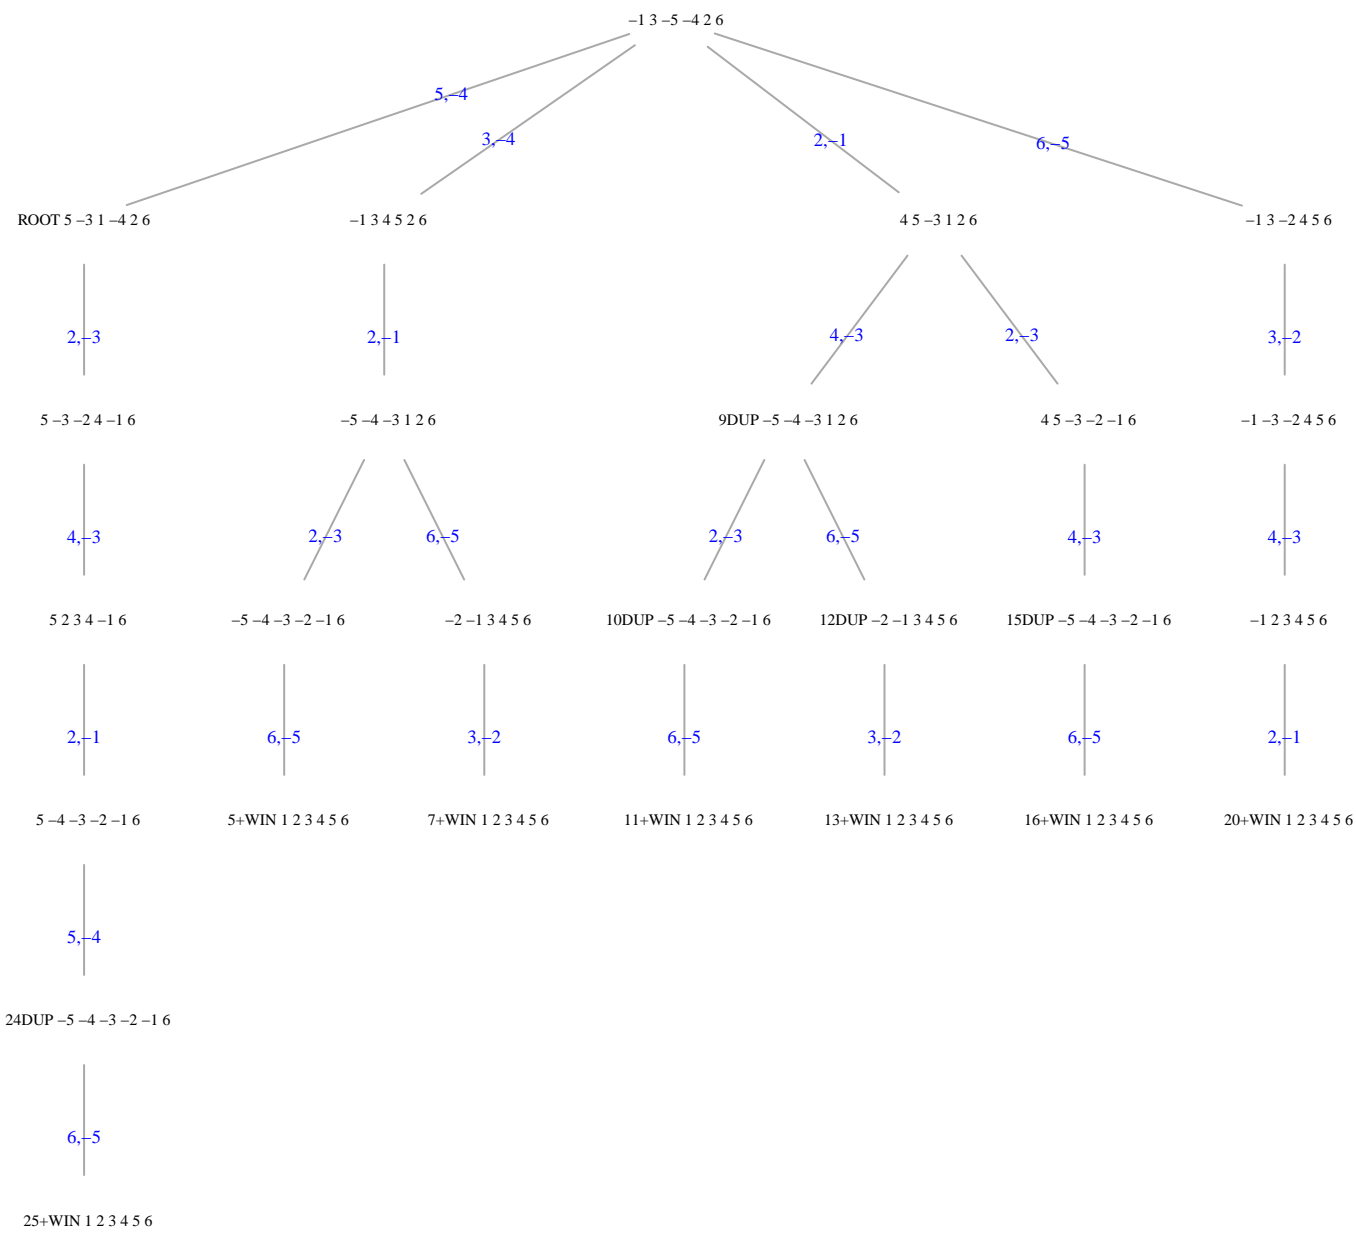 −1 3 −5 −4 2 6
5,−4
3,−4
2,−1
6,−5
ROOT 5 −3 1 −4 2 6
−1 3 4 5 2 6
4 5 −3 1 2 6
−1 3 −2 4 5 6
2,−3
2,−1
4,−3
2,−3
3,−2
5 −3 −2 4 −1 6
−5 −4 −3 1 2 6
9DUP −5 −4 −3 1 2 6
4 5 −3 −2 −1 6
−1 −3 −2 4 5 6
4,−3
2,−3
6,−5
2,−3
6,−5
4,−3
4,−3
5 2 3 4 −1 6
−5 −4 −3 −2 −1 6
−2 −1 3 4 5 6
10DUP −5 −4 −3 −2 −1 6
12DUP −2 −1 3 4 5 6
15DUP −5 −4 −3 −2 −1 6
−1 2 3 4 5 6
2,−1
6,−5
3,−2
6,−5
3,−2
6,−5
2,−1
5 −4 −3 −2 −1 6
5+WIN 1 2 3 4 5 6
7+WIN 1 2 3 4 5 6
11+WIN 1 2 3 4 5 6
13+WIN 1 2 3 4 5 6
16+WIN 1 2 3 4 5 6
20+WIN 1 2 3 4 5 6
5,−4
24DUP −5 −4 −3 −2 −1 6
6,−5
25+WIN 1 2 3 4 5 6